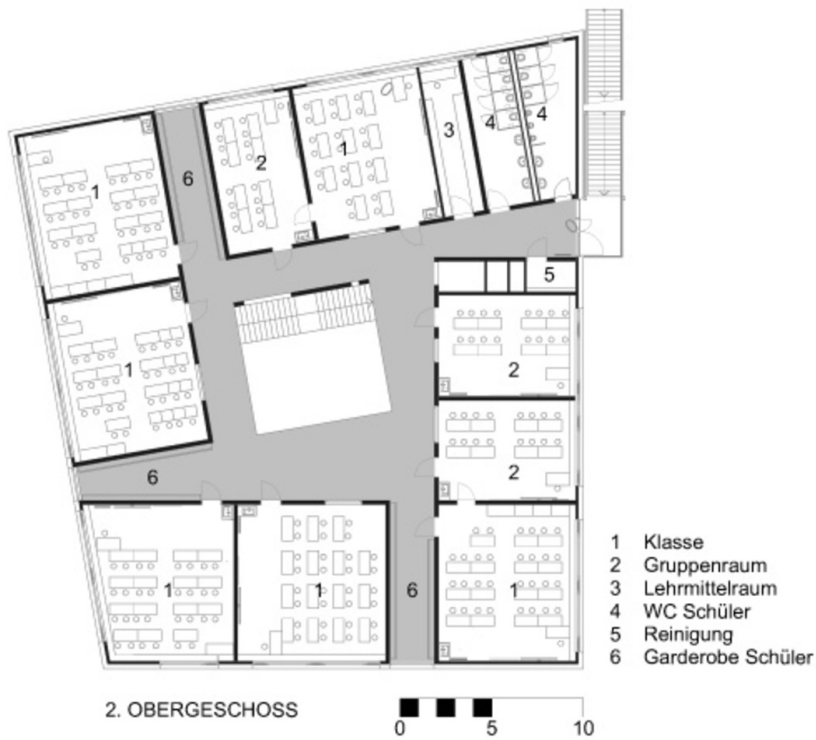 4
4
3
1
2
6
1
5
1
2
2
6
1
1
6
1
1 Klasse
2 Gruppenraum
3 Lehrmittelraum
4 WC Schüler
5 Reinigung
6 Garderobe Schüler
2. OBERGESCHOSS
0 5 10